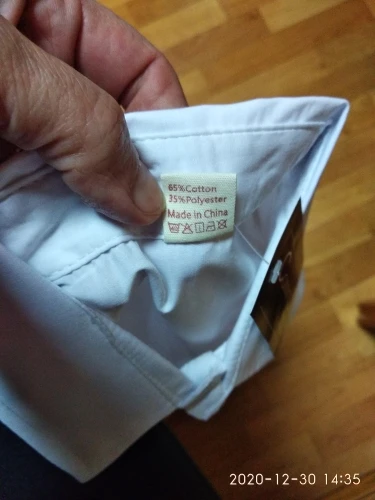 65%Cotton
35%Polyester
Made in China
2020-12-30 14:35